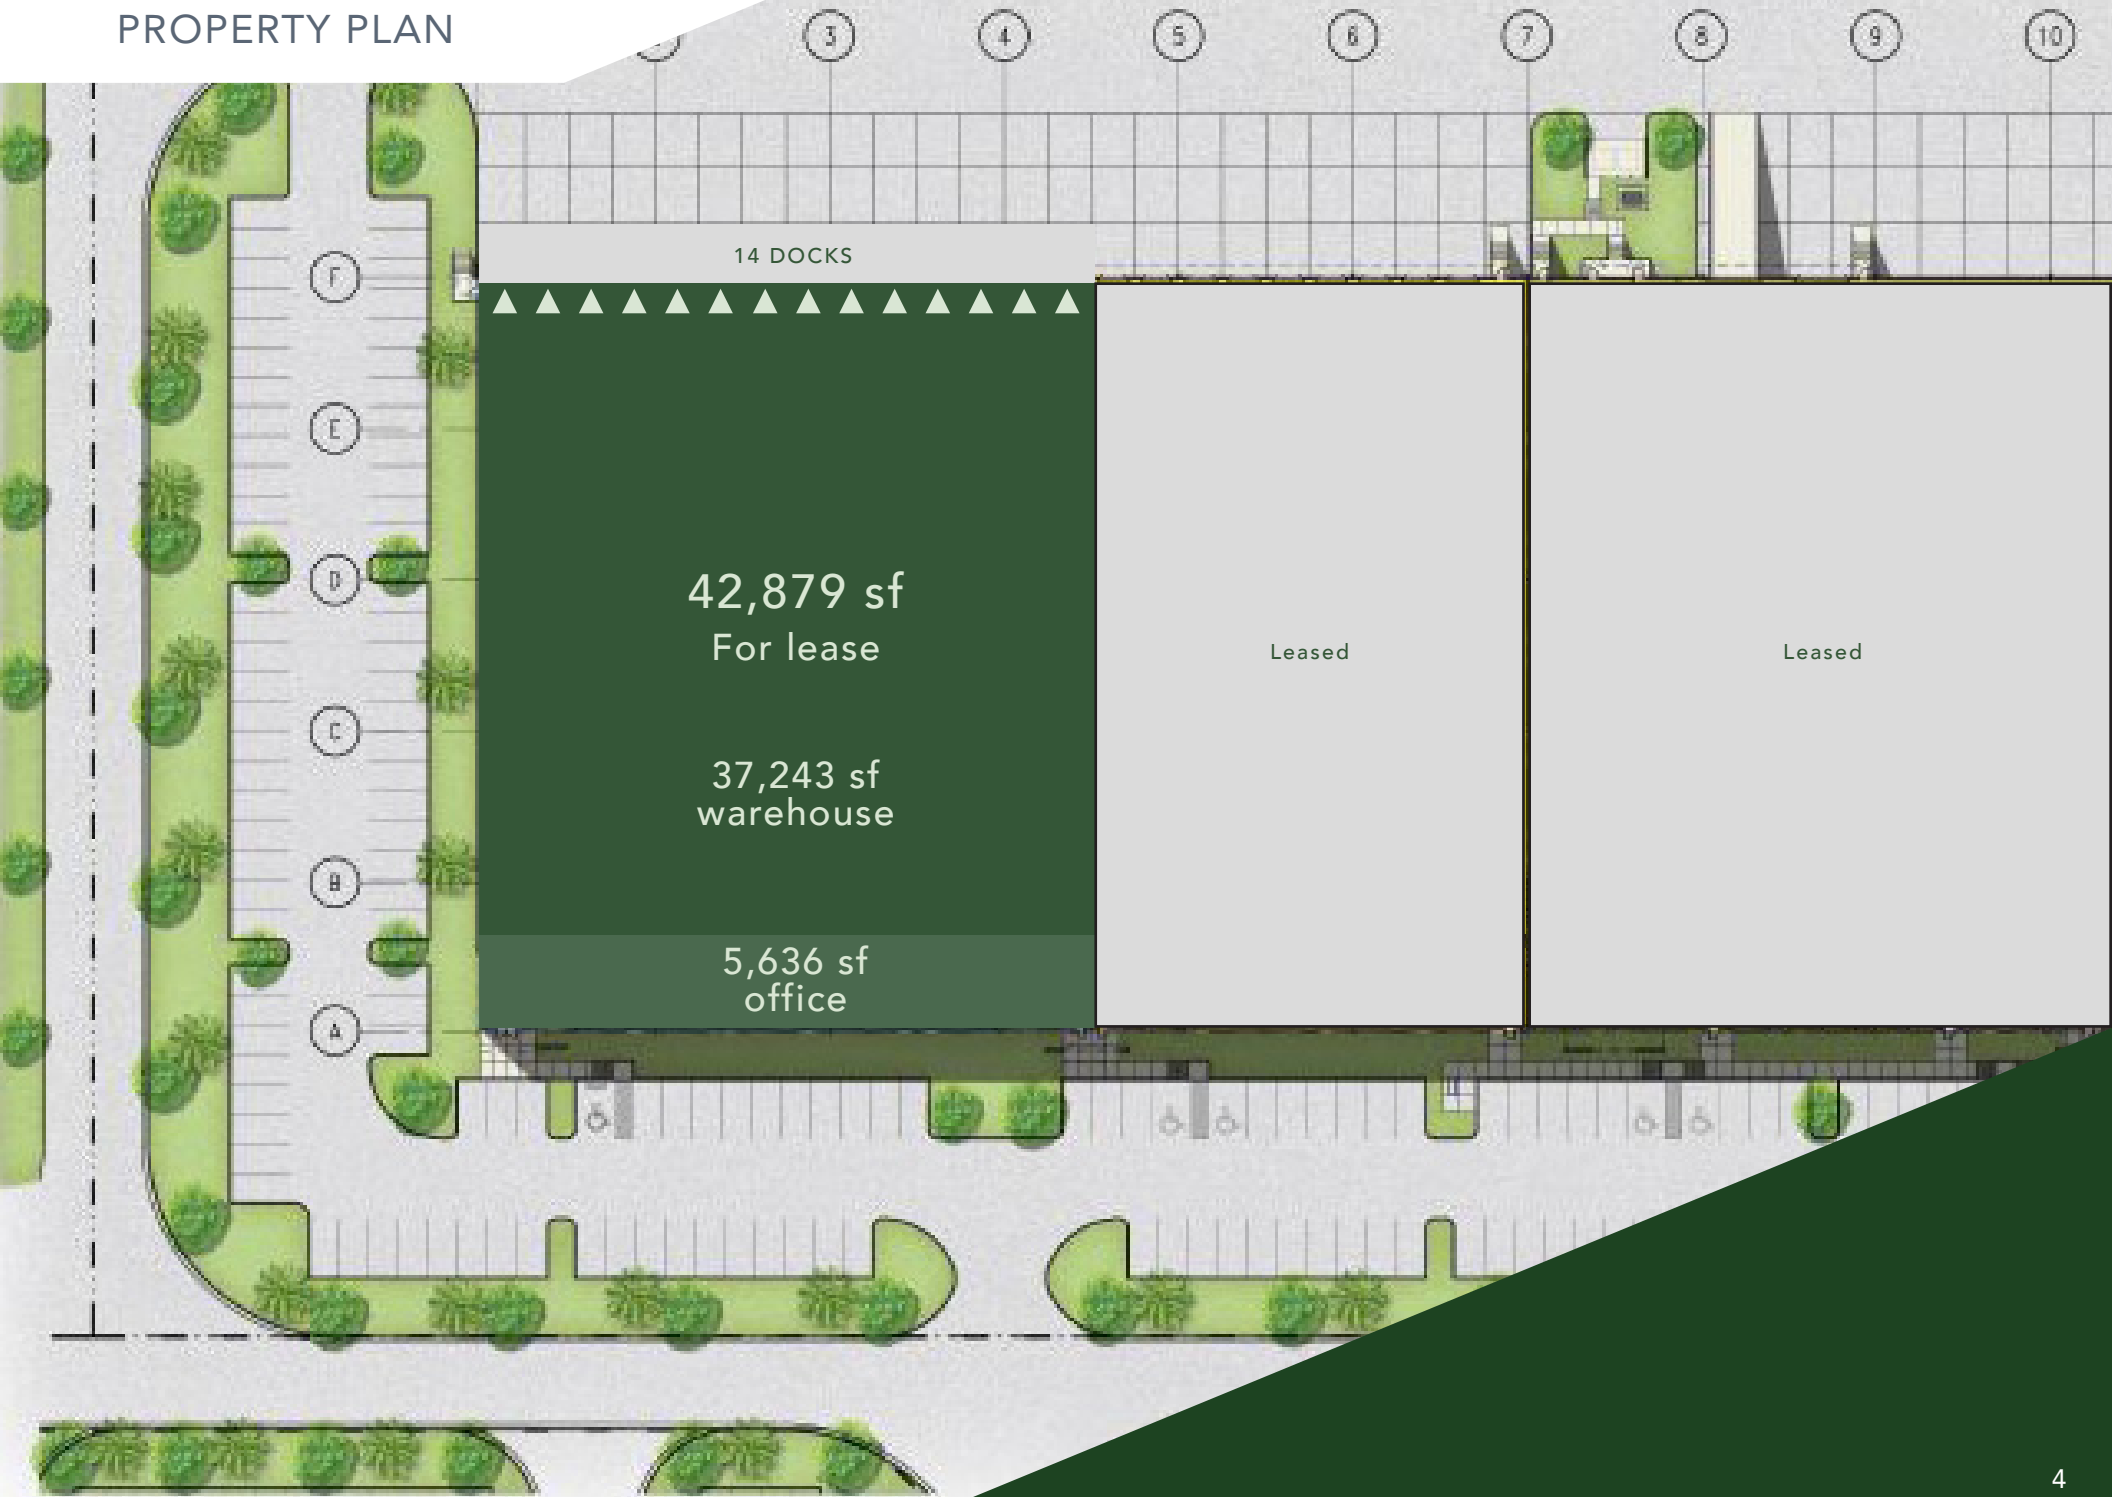 PROPERTY PLAN
3
4
5
6
7
8
9
10
14 DOCKS
F
E
D
C
B
A
42,879 sf
For lease
37,243 sf
warehouse
5,636 sf
office
Leased
Leased
4